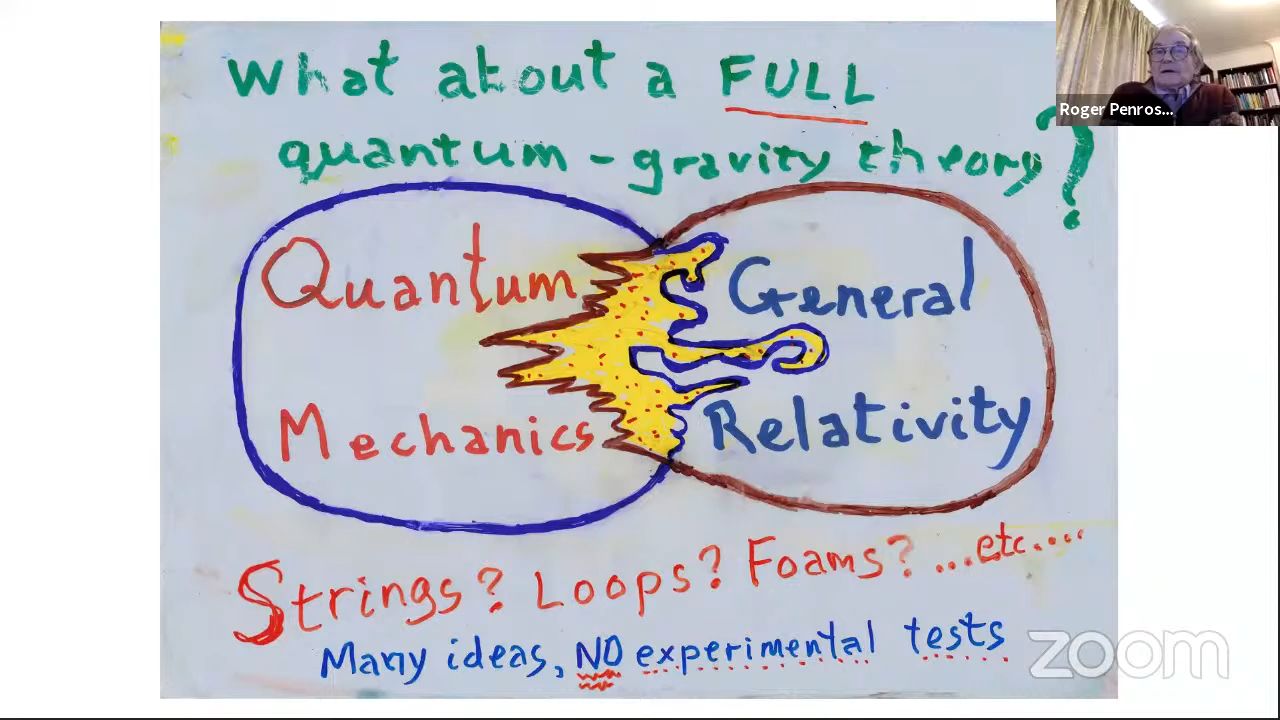 What about a FULL
quantum - gravity theory?
Quantum
Mechanics
General
Relativity
Strings? Loops? Foams? ...etc....
Many ideas, NO experimental tests
Roger Penros...
zoom